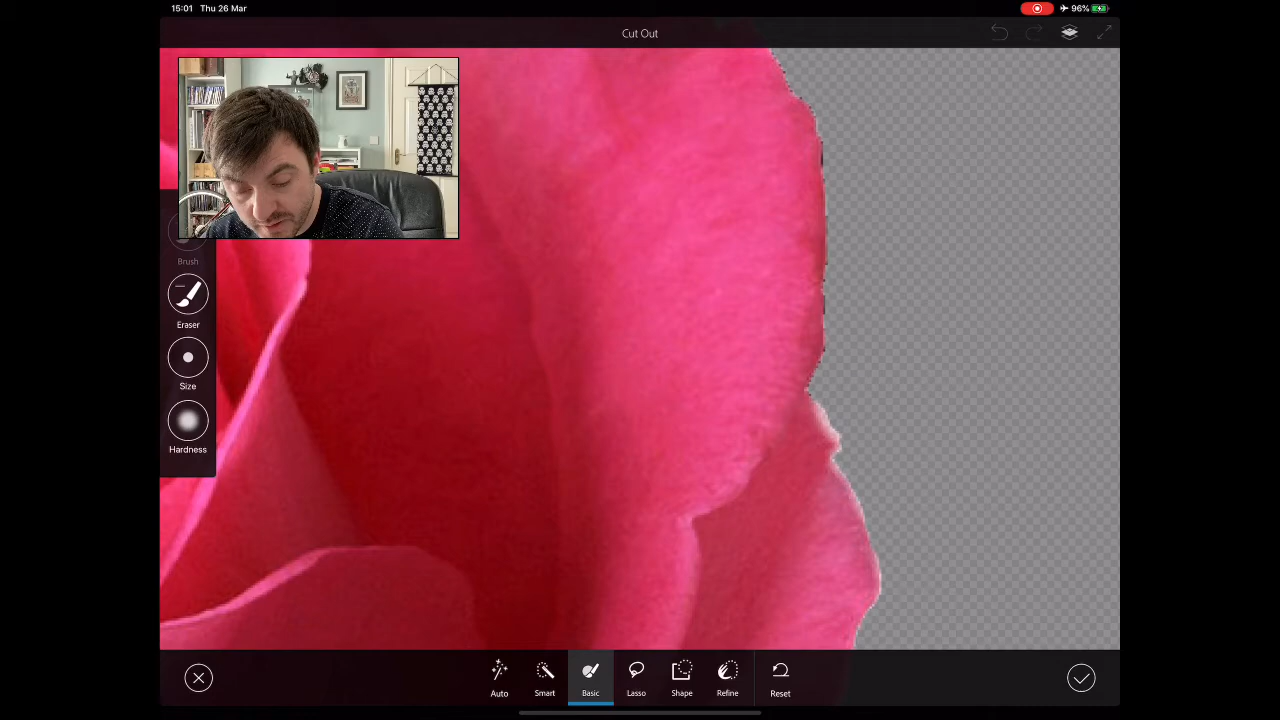 15:01 Thu 26 Mar
96%
Cut Out
Brush
Eraser
Size
Hardness
Auto Smart Basic Lasso Shape Refine Reset